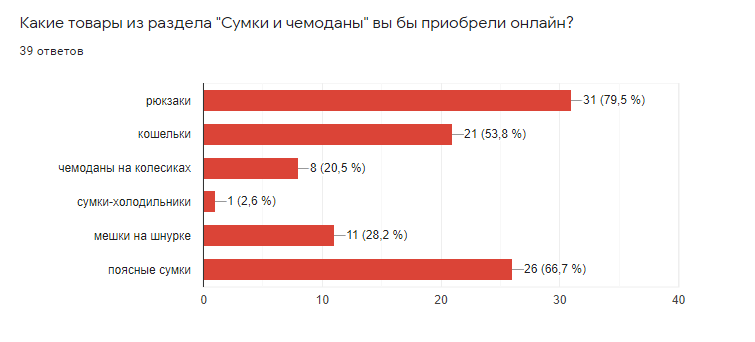 Какие товары из раздела "Сумки и чемоданы" вы бы приобрели онлайн?
39 ответов
рюкзаки 31 (79,5 %)
кошельки 21 (53,8 %)
чемоданы на колесиках 8 (20,5 %)
сумки-холодильники 1 (2,6 %)
мешки на шнурке 11 (28,2 %)
поясные сумки 26 (66,7 %)
0 10 20 30 40